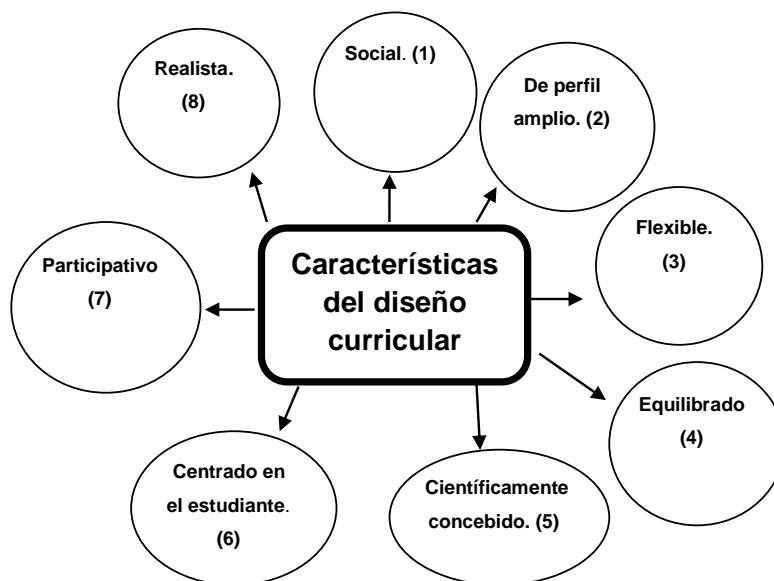 Características
del diseño
curricular
Social. (1)
De perfil
amplio. (2)
Flexible.
(3)
Equilibrado
(4)
Científicamente
concebido. (5)
Centrado en
el estudiante.
(6)
Participativo
(7)
Realista.
(8)